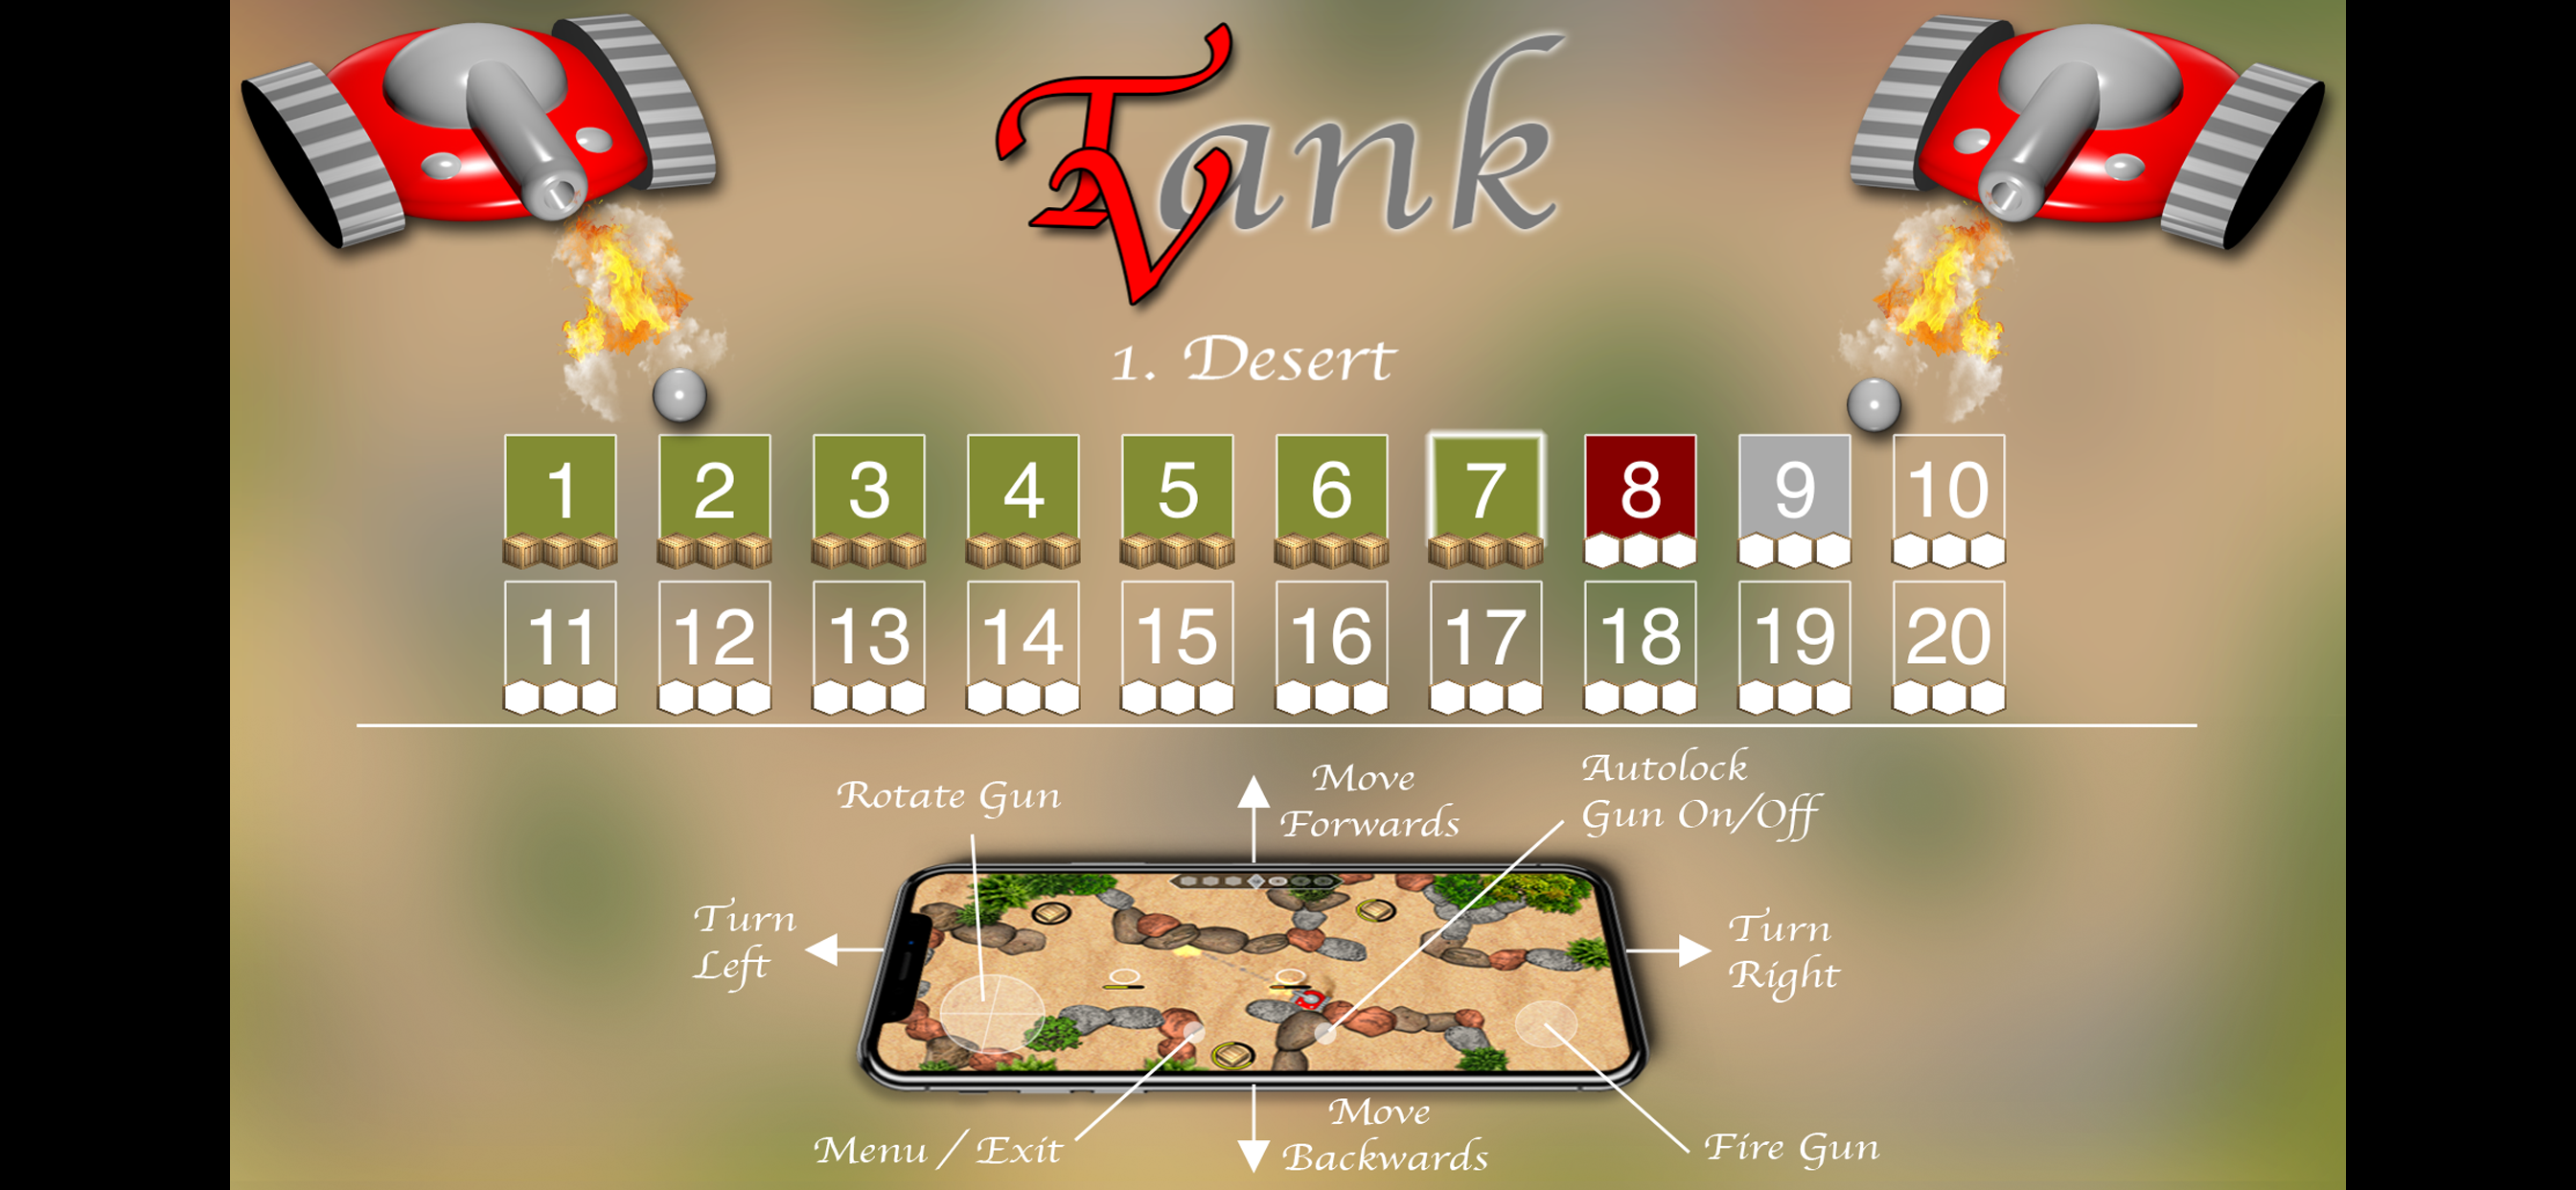 Tank
V
1. Desert
1 2 3 4 5 6 7 8 9 10
11 12 13 14 15 16 17 18 19 20
Rotate Gun
Move
Forwards
Autolock
Gun On/Off
Turn
Left
Turn
Right
Menu / Exit
Move
Backwards
Fire Gun